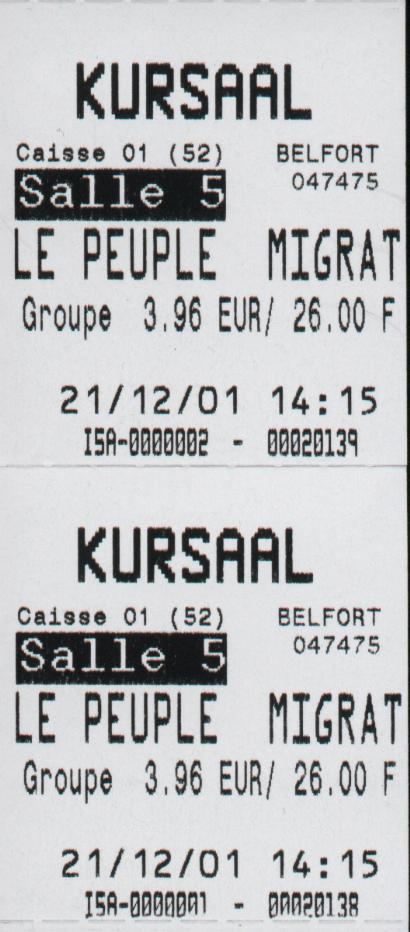 KURSAAL
Caisse 01 (52) BELFORT
Salle 5 047475
LE PEUPLE MIGRAT
Groupe 3.96 EUR/ 26.00 F
21/12/01 14:15
ISA-0000002 - 00020139
KURSAAL
Caisse 01 (52) BELFORT
Salle 5 047475
LE PEUPLE MIGRAT
Groupe 3.96 EUR/ 26.00 F
21/12/01 14:15
ISA-0000001 - 00020138